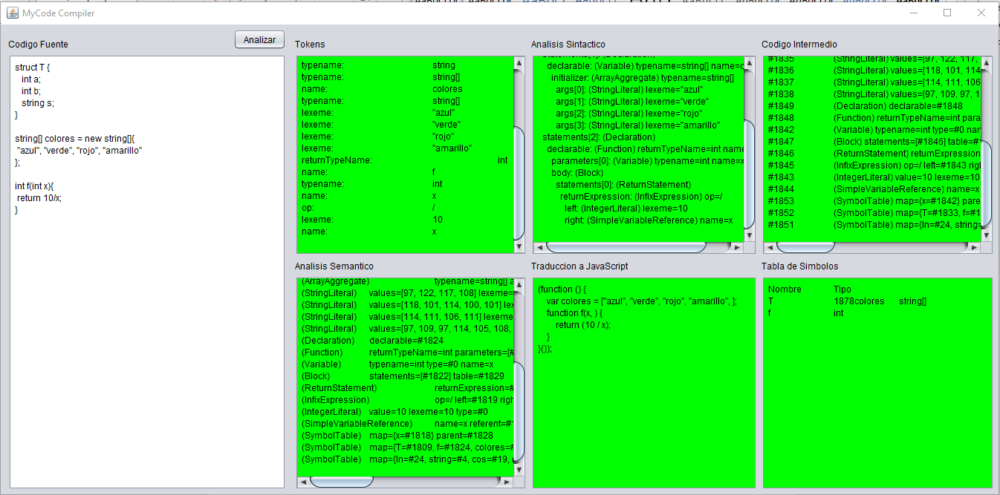 MyCode Compiler
Codigo Fuente
Analizar
struct T {
int a;
int b;
string s;
}
string[] colores = new string[]{
"azul", "verde", "rojo", "amarillo"
};
int f(int x){
return 10/x;
}
Tokens
typename: string
typename: string[]
name: colores
typename: string[]
lexeme: "azul"
lexeme: "verde"
lexeme: "rojo"
lexeme: "amarillo"
returnTypeName: int
name: f
typename: int
name: x
op: /
lexeme: 10
name: x
Analisis Sintactico
statements[1]: (Declaration)
declarable: (Variable) typename=string[] name=c
initializer: (ArrayAggregate) typename=string[]
args[0]: (StringLiteral) lexeme="azul"
args[1]: (StringLiteral) lexeme="verde"
args[2]: (StringLiteral) lexeme="rojo"
args[3]: (StringLiteral) lexeme="amarillo"
statements[2]: (Declaration)
declarable: (Function) returnTypeName=int name
parameters[0]: (Variable) typename=int name=x
body: (Block)
statements[0]: (ReturnStatement)
returnExpression: (InfixExpression) op=/
left: (IntegerLiteral) lexeme=10
right: (SimpleVariableReference) name=x
Codigo Intermedio
#1835 (StringLiteral) values=[97, 122, 117,
#1836 (StringLiteral) values=[118, 101, 114
#1837 (StringLiteral) values=[114, 111, 106
#1838 (StringLiteral) values=[97, 109, 97, 1
#1849 (Declaration) declarable=#1848
#1848 (Function) returnTypeName=int para
#1842 (Variable) typename=int type=#0 nam
#1847 (Block) statements=[#1846] table=#
#1846 (ReturnStatement) returnExpression
#1845 (InfixExpression) op=/ left=#1843 rig
#1843 (IntegerLiteral) value=10 lexeme=10
#1844 (SimpleVariableReference) name=x
#1853 (SymbolTable) map={x=#1842} pare
#1852 (SymbolTable) map={T=#1833, f=#1
#1851 (SymbolTable) map={ln=#24, string=
Analisis Semantico
(ArrayAggregate) typename=string[] a
(StringLiteral) values=[97, 122, 117, 108] lexeme=
(StringLiteral) values=[118, 101, 114, 100, 101] lex
(StringLiteral) values=[114, 111, 106, 111] lexeme
(StringLiteral) values=[97, 109, 97, 114, 105, 108,
(Declaration) declarable=#1824
(Function) returnTypeName=int parameters=[#
(Variable) typename=int type=#0 name=x
(Block) statements=[#1822] table=#1829
(ReturnStatement) returnExpression=#
(InfixExpression) op=/ left=#1819 righ
(IntegerLiteral) value=10 lexeme=10 type=#0
(SimpleVariableReference) name=x referent=#
(SymbolTable) map={x=#1818} parent=#1828
(SymbolTable) map={T=#1809, f=#1824, colores=#
(SymbolTable) map={ln=#24, string=#4, cos=#19,
Traduccion a JavaScript
(function () {
var colores = ["azul", "verde", "rojo", "amarillo", ];
function f(x, ) {
return (10 / x);
}
}());
Tabla de Simbolos
Nombre Tipo
T 1878colores string[]
f int